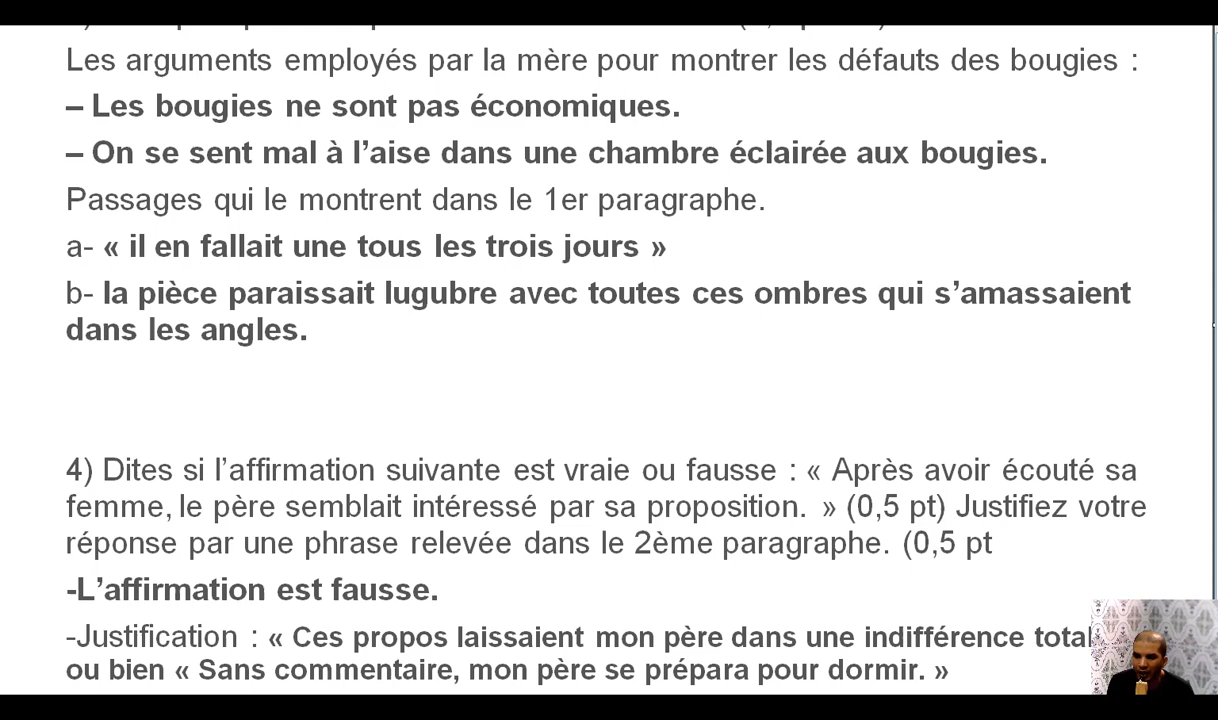 Les arguments employés par la mère pour montrer les défauts des bougies :
– Les bougies ne sont pas économiques.
– On se sent mal à l’aise dans une chambre éclairée aux bougies.
Passages qui le montrent dans le 1er paragraphe.
a- « il en fallait une tous les trois jours »
b- la pièce paraissait lugubre avec toutes ces ombres qui s’amassaient
dans les angles.
4) Dites si l’affirmation suivante est vraie ou fausse : « Après avoir écouté sa
femme, le père semblait intéressé par sa proposition. » (0,5 pt) Justifiez votre
réponse par une phrase relevée dans le 2ème paragraphe. (0,5 pt
-L’affirmation est fausse.
-Justification : « Ces propos laissaient mon père dans une indifférence total
ou bien « Sans commentaire, mon père se prépara pour dormir. »